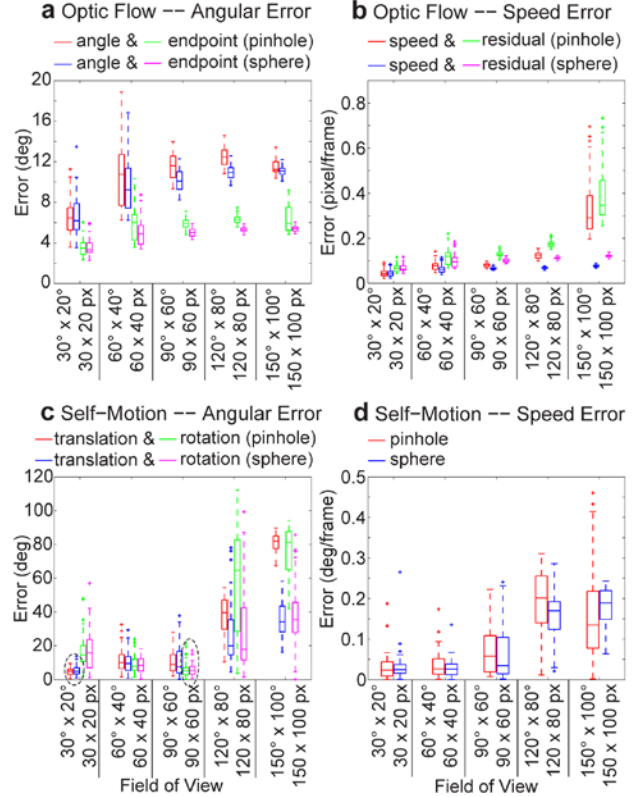 a Optic Flow -- Angular Error
angle & endpoint (pinhole)
angle & endpoint (sphere)
Error (deg)
20
16
12
8
4
0
30° x 20°
30 x 20 px
60° x 40°
60 x 40 px
90° x 60°
90 x 60 px
120° x 80°
120 x 80 px
150° x 100°
150 x 100 px
b Optic Flow -- Speed Error
speed & residual (pinhole)
speed & residual (sphere)
Error (pixel/frame)
0.8
0.6
0.4
0.2
0
30° x 20°
30 x 20 px
60° x 40°
60 x 40 px
90° x 60°
90 x 60 px
120° x 80°
120 x 80 px
150° x 100°
150 x 100 px
c Self-Motion -- Angular Error
translation & rotation (pinhole)
translation & rotation (sphere)
Error (deg)
120
100
80
60
40
20
0
30° x 20°
30 x 20 px
60° x 40°
60 x 40 px
90° x 60°
90 x 60 px
120° x 80°
120 x 80 px
150° x 100°
150 x 100 px
Field of View
d Self-Motion -- Speed Error
pinhole
sphere
Error (deg/frame)
0.5
0.4
0.3
0.2
0.1
0
30° x 20°
30 x 20 px
60° x 40°
60 x 40 px
90° x 60°
90 x 60 px
120° x 80°
120 x 80 px
150° x 100°
150 x 100 px
Field of View